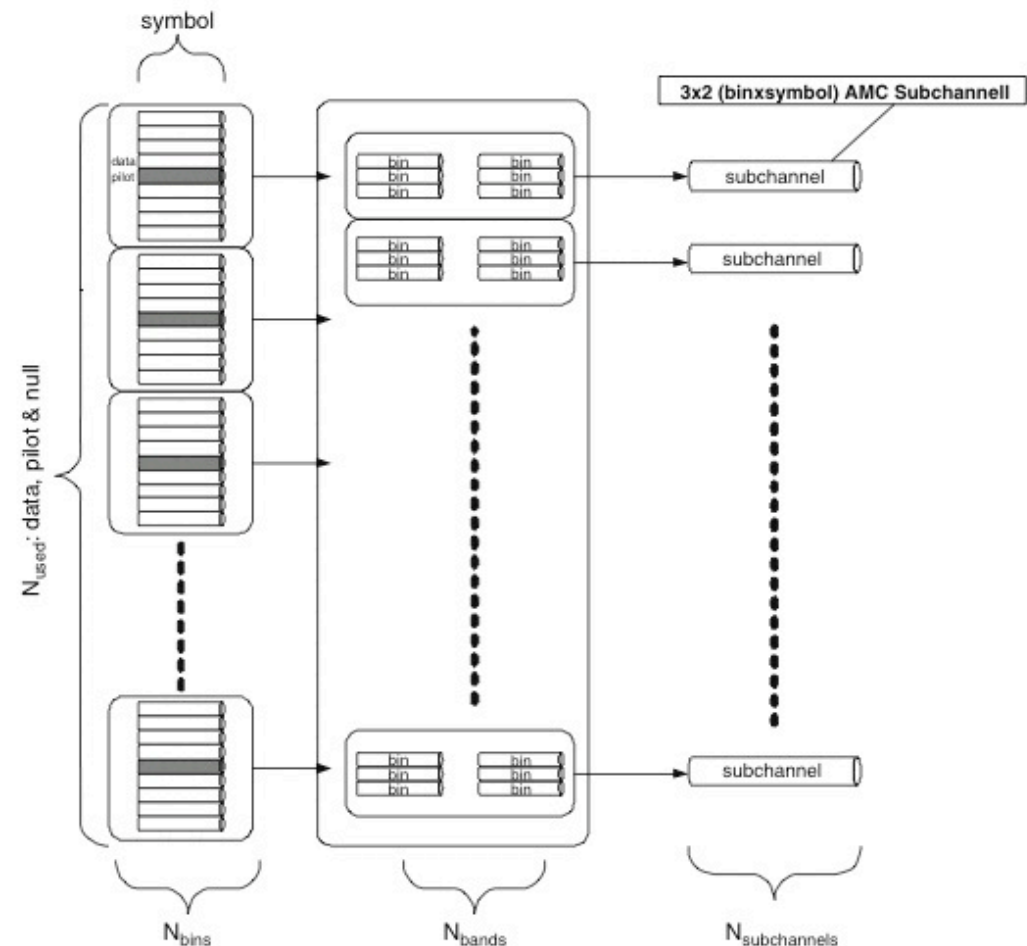 symbol
3x2 (binxsymbol) AMC Subchannell
data
pilot
bin bin
bin bin
bin bin
subchannel
bin bin
bin bin
bin bin
subchannel
N_used: data, pilot & null
bin bin
bin bin
bin bin
subchannel
N_bins
N_bands
N_subchannels